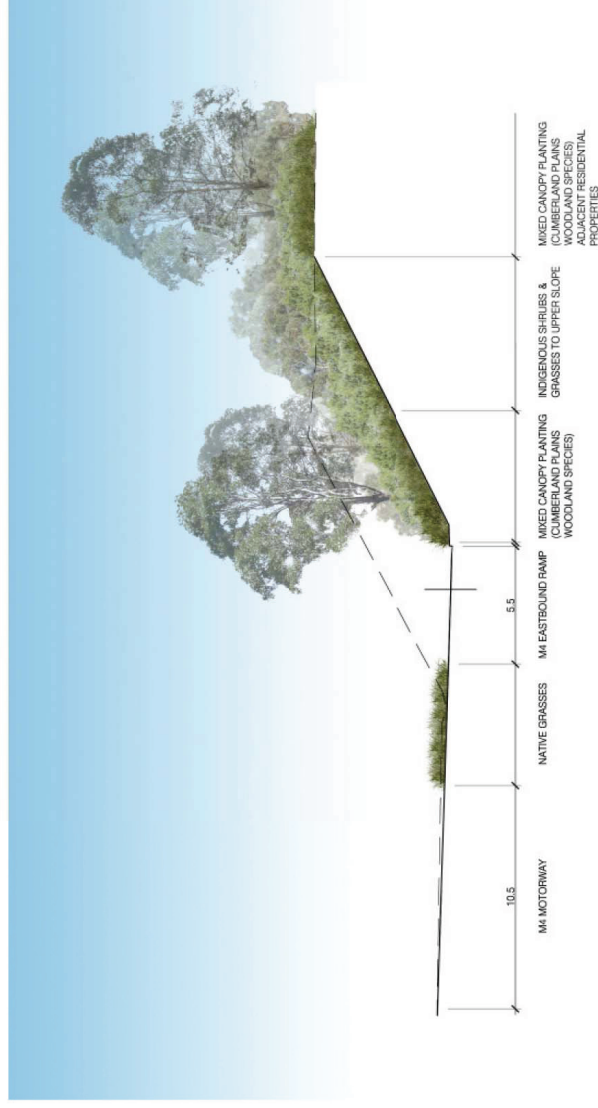 10.5
M4 MOTORWAY
NATIVE GRASSES
5.5
M4 EASTBOUND RAMP
MIXED CANOPY PLANTING
(CUMBERLAND PLAINS
WOODLAND SPECIES)
INDIGENOUS SHRUBS &
GRASSES TO UPPER SLOPE
MIXED CANOPY PLANTING
(CUMBERLAND PLAINS
WOODLAND SPECIES)
ADJACENT RESIDENTIAL
PROPERTIES